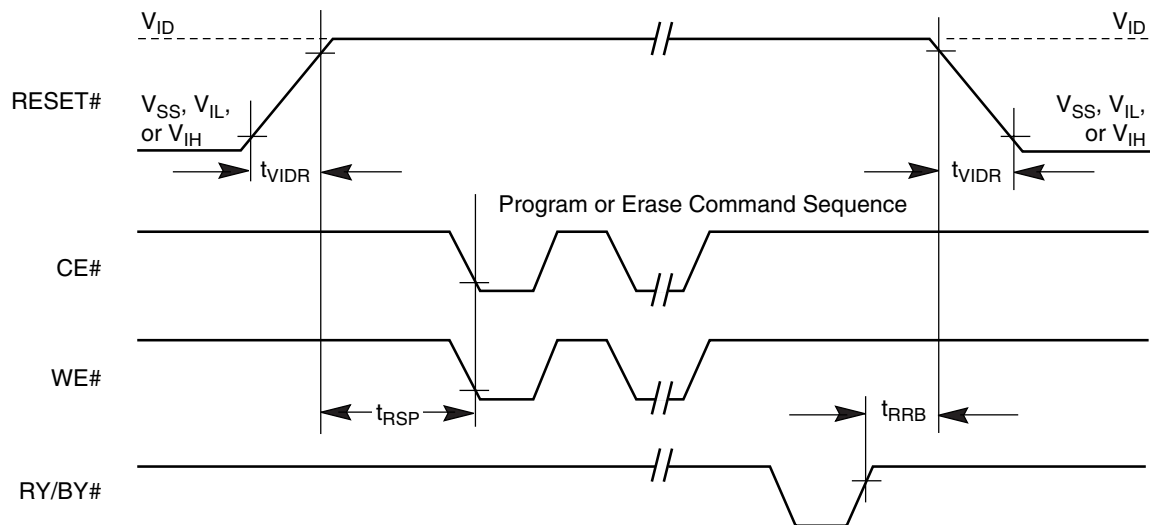 V_ID
V_ID
RESET#
V_SS, V_IL,
or V_IH
V_SS, V_IL,
or V_IH
t_VIDR
t_VIDR
Program or Erase Command Sequence
CE#
WE#
t_RSP
t_RRB
RY/BY#